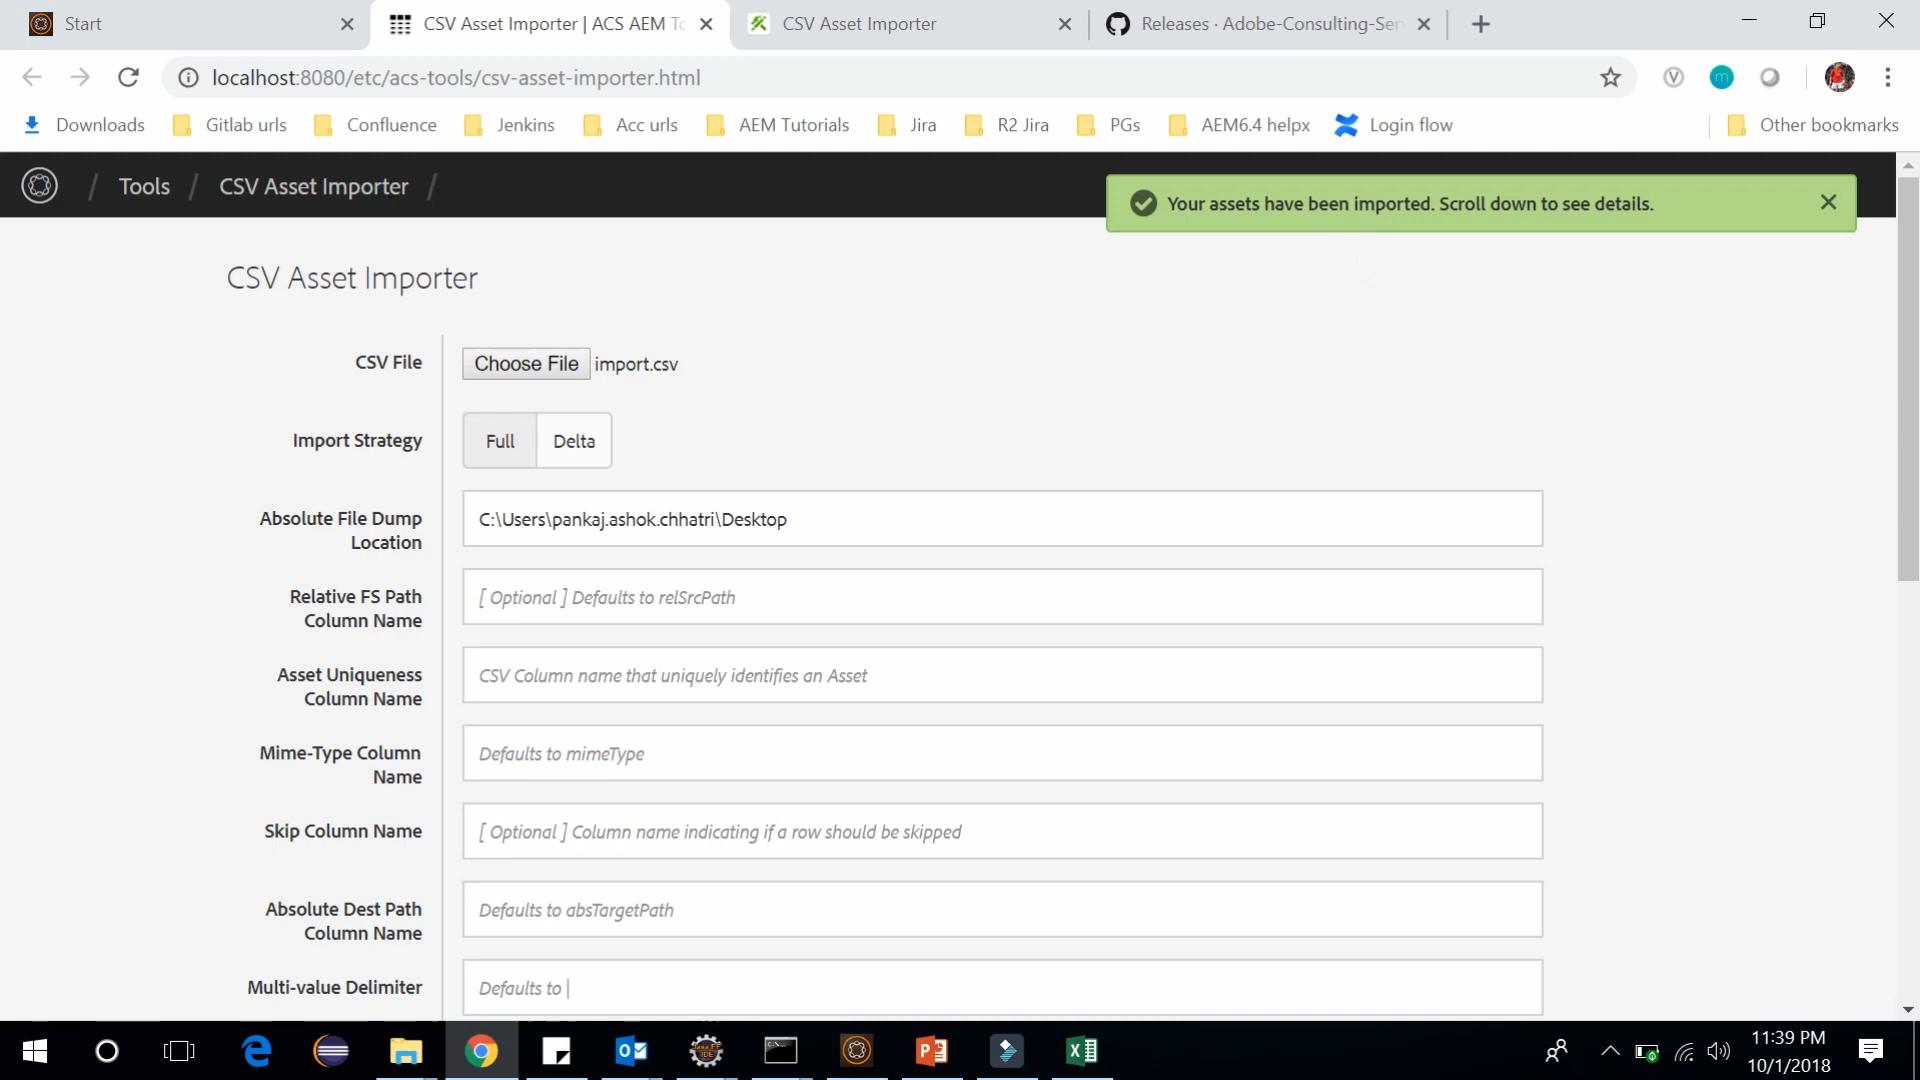 Start
CSV Asset Importer | ACS AEM To
CSV Asset Importer
Releases · Adobe-Consulting-Ser
localhost:8080/etc/acs-tools/csv-asset-importer.html
Downloads
Gitlab urls
Confluence
Jenkins
Acc urls
AEM Tutorials
Jira
R2 Jira
PGs
AEM6.4 helpx
Login flow
Other bookmarks
/ Tools / CSV Asset Importer /
Your assets have been imported. Scroll down to see details.
CSV Asset Importer
CSV File
Choose File import.csv
Import Strategy
Full
Delta
Absolute File Dump
Location
C:\Users\pankaj.ashok.chhatri\Desktop
Relative FS Path
Column Name
[ Optional ] Defaults to relSrcPath
Asset Uniqueness
Column Name
CSV Column name that uniquely identifies an Asset
Mime-Type Column
Name
Defaults to mimeType
Skip Column Name
[ Optional ] Column name indicating if a row should be skipped
Absolute Dest Path
Column Name
Defaults to absTargetPath
Multi-value Delimiter
Defaults to |
11:39 PM
10/1/2018